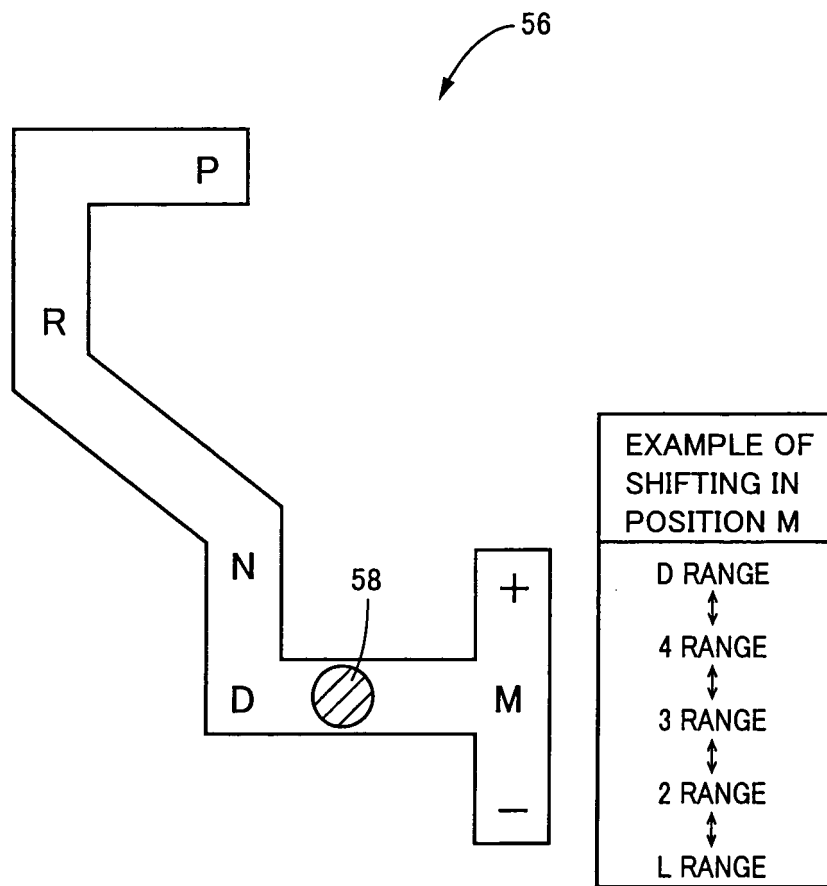 56
P
R
N
58
+
D
M
−
EXAMPLE OF
SHIFTING IN
POSITION M
D RANGE
4 RANGE
3 RANGE
2 RANGE
L RANGE